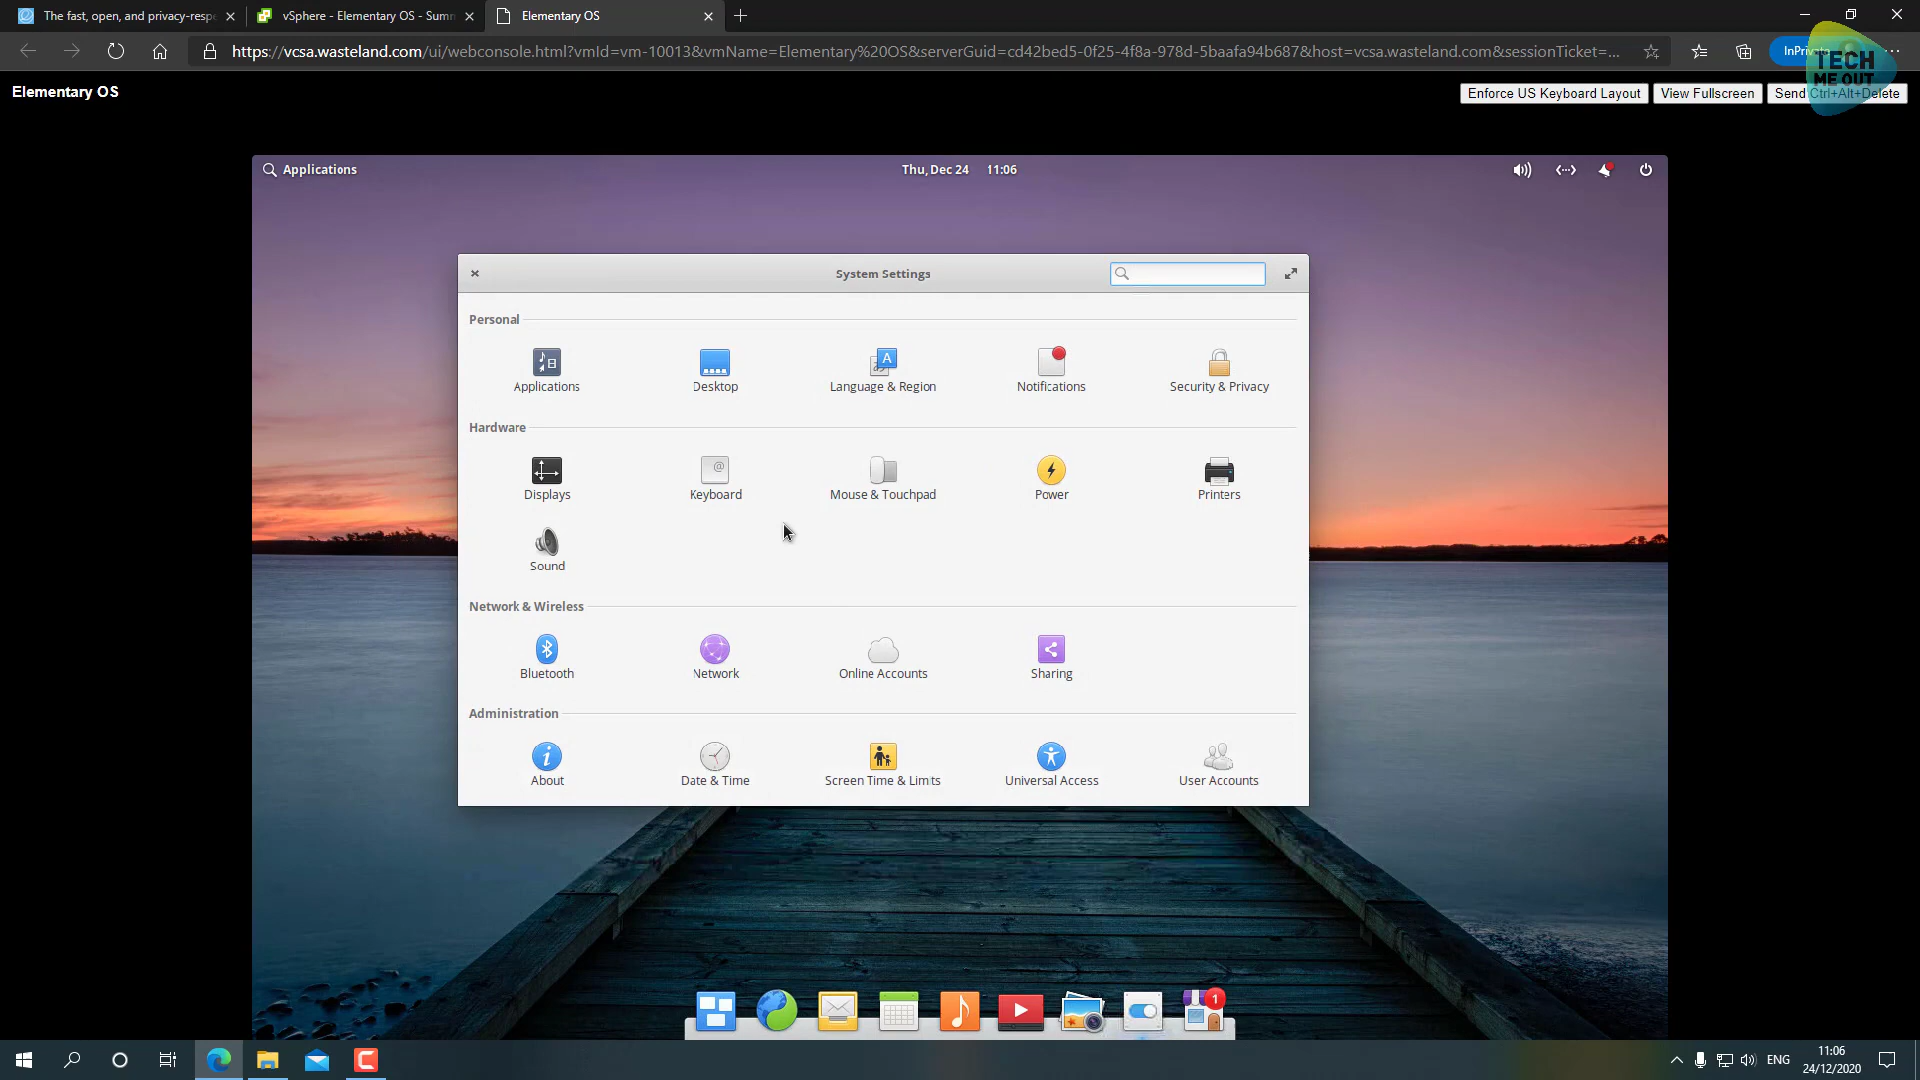 The fast, open, and privacy-resp
vSphere - Elementary OS - Summ
Elementary OS
https://vcsa.wasteland.com/ui/webconsole.html?vmId=vm-10013&vmName=Elementary%20OS&serverGuid=cd42bed5-0f25-4f8a-978d-5baafa94b687&host=vcsa.wasteland.com&sessionTicket=...
InPrivate
TECH
ME OUT
Elementary OS
Enforce US Keyboard Layout
View Fullscreen
Send Ctrl+Alt+Delete
Applications
Thu, Dec 24 11:06
System Settings
Personal
Applications
Desktop
Language & Region
Notifications
Security & Privacy
Hardware
Displays
Keyboard
Mouse & Touchpad
Power
Printers
Sound
Network & Wireless
Bluetooth
Network
Online Accounts
Sharing
Administration
About
Date & Time
Screen Time & Limits
Universal Access
User Accounts
1
ENG
11:06
24/12/2020